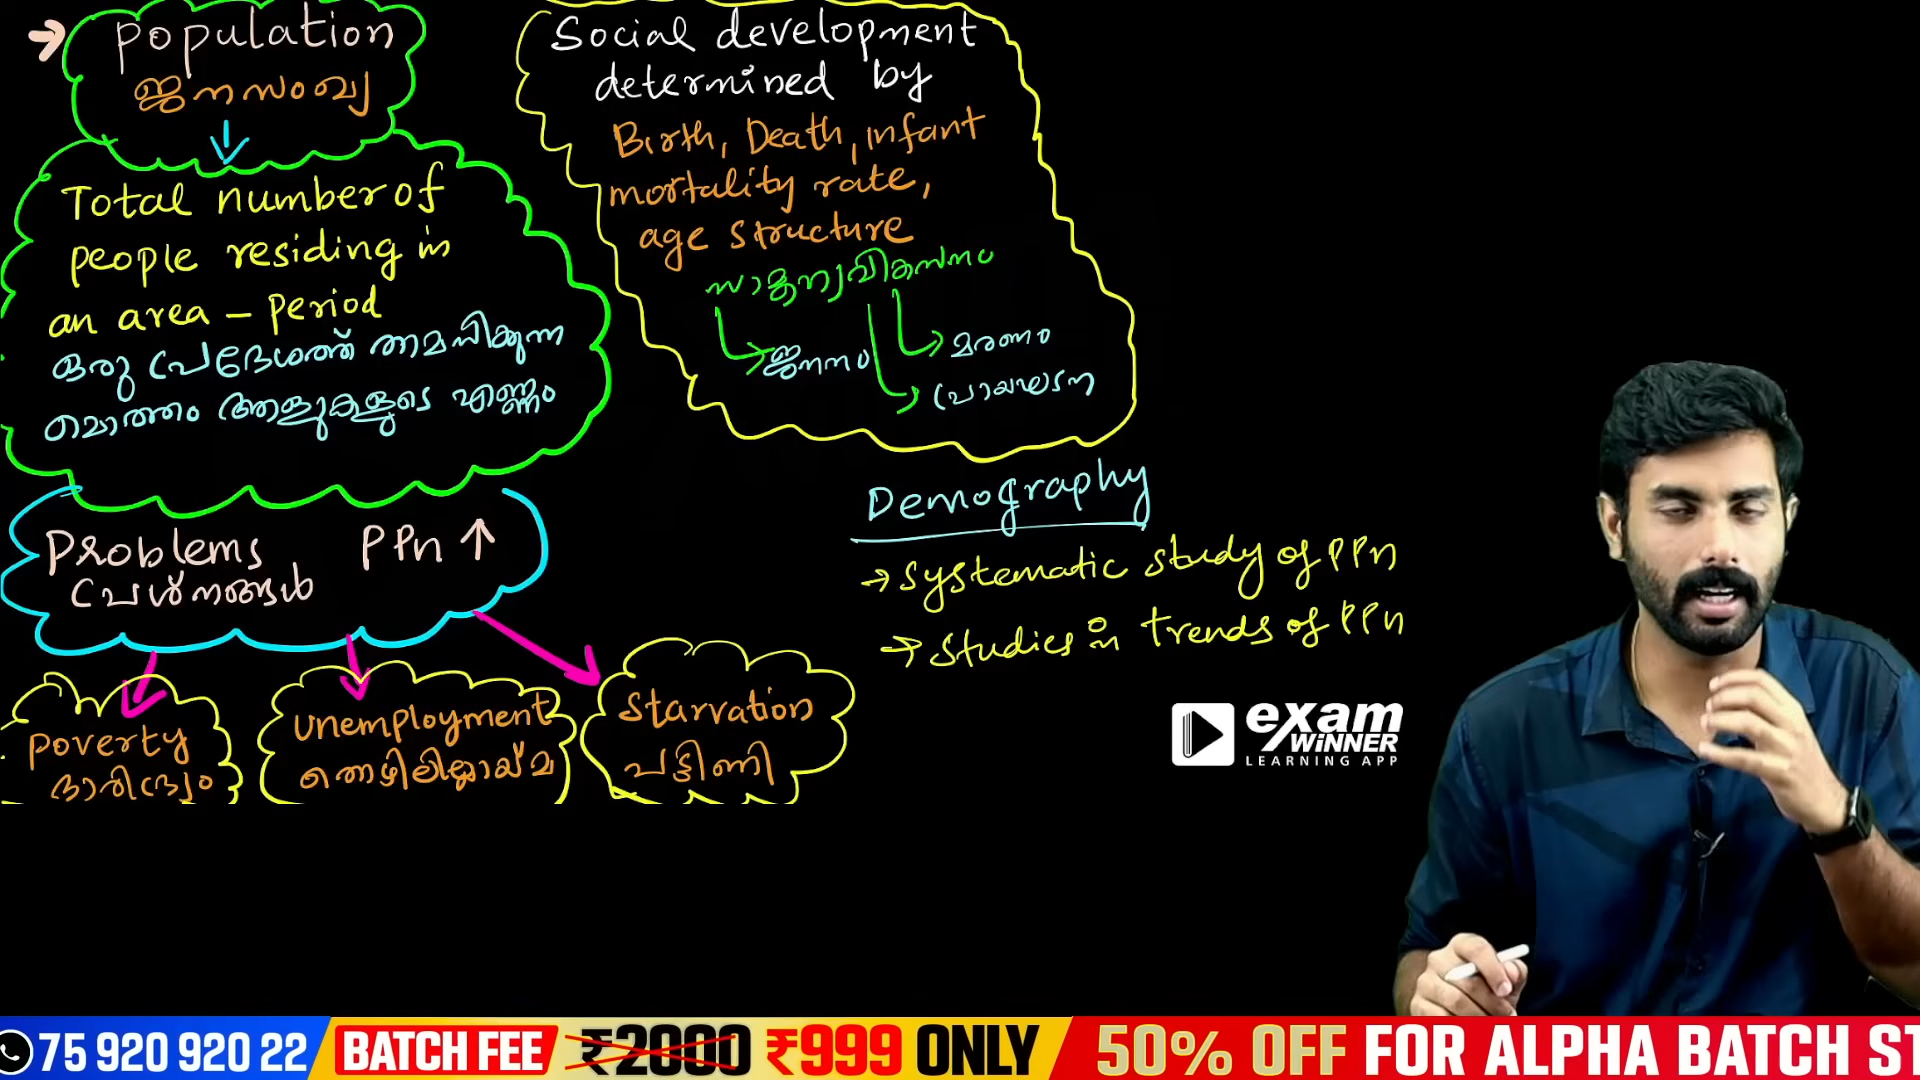 Population
ജനസംഖ്യ
Total number of
people residing in
an area – period
ഒരു പ്രദേശത്ത് താമസിക്കുന്ന
മൊത്തം ആളുകളുടെ എണ്ണം
Problems PPn ↑
പ്രശ്നങ്ങൾ
Poverty
ദാരിദ്ര്യം
unemployment
തൊഴിലില്ലായ്മ
Starvation
പട്ടിണി
Social development
determined by
Birth, Death, infant
mortality rate,
age structure
ജനനം
മരണം
പ്രായഘടന
Demography
→ systematic study of PPn
→ studies in trends of PPn
exam
WiNNER
LEARNING APP
75 920 920 22 BATCH FEE ₹2000 ₹999 ONLY 50% OFF FOR ALPHA BATCH ST